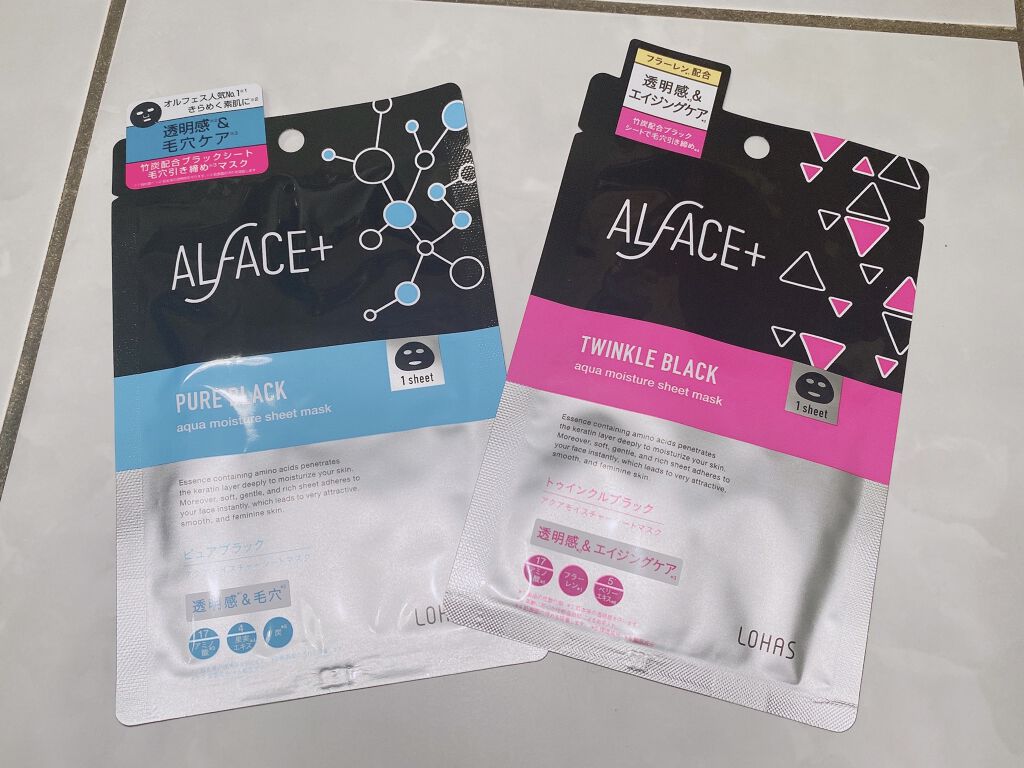 オルフェス人気No.1※1
きらめく素肌に※2
透明感※2&
毛穴ケア※3
竹炭配合ブラックシート
毛穴引き締め※3マスク
ALFACE+
1 sheet
PURE BLACK
aqua moisture sheet mask
Essence containing amino acids penetrates
the keratin layer deeply to moisturize your skin.
Moreover, soft, gentle, and rich sheet adheres to
your face instantly, which leads to very attractive,
smooth, and feminine skin.
ピュアブラック
透明感&毛穴
17
アミノ
酸
4
果実
エキス
炭
LOH
フラーレン配合
透明感&
エイジングケア
竹炭配合ブラック
シートで毛穴引き締め
ALFACE+
TWINKLE BLACK
aqua moisture sheet mask
1 sheet
Essence containing amino acids penetrates
the keratin layer deeply to moisturize your skin.
Moreover, soft, gentle, and rich sheet adheres to
your face instantly, which leads to very attractive,
smooth, and feminine skin.
トゥインクルブラック
アクアモイスチャーシートマスク
透明感&エイジングケア
17
アミノ
酸
フラー
レン
5
ベリー
エキス
LOHAS